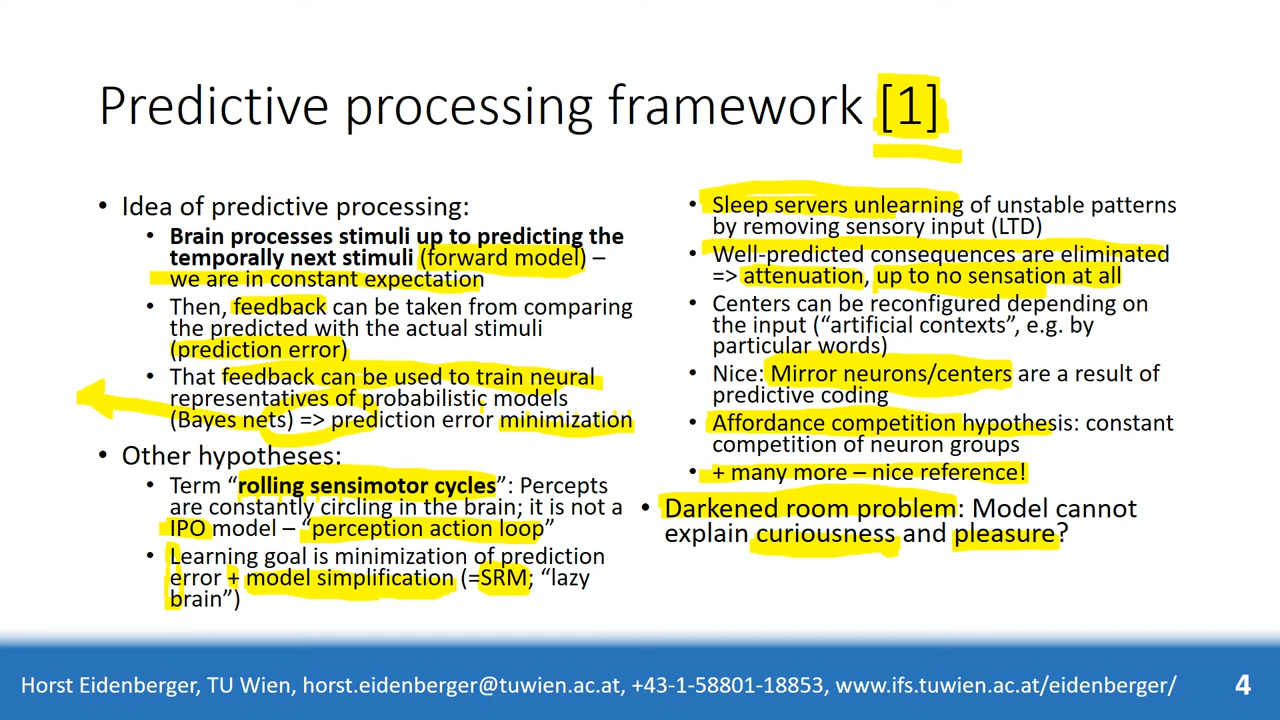 Predictive processing framework [1]
• Idea of predictive processing:
• Brain processes stimuli up to predicting the
temporally next stimuli (forward model) –
we are in constant expectation
• Then, feedback can be taken from comparing
the predicted with the actual stimuli
(prediction error)
• That feedback can be used to train neural
representatives of probabilistic models
(Bayes nets) => prediction error minimization
• Other hypotheses:
• Term “rolling sensimotor cycles”: Percepts
are constantly circling in the brain; it is not a
IPO model – “perception action loop”
• Learning goal is minimization of prediction
error + model simplification (=SRM; “lazy
brain”)
• Sleep servers unlearning of unstable patterns
by removing sensory input (LTD)
• Well-predicted consequences are eliminated
=> attenuation, up to no sensation at all
• Centers can be reconfigured depending on
the input (“artificial contexts”, e.g. by
particular words)
• Nice: Mirror neurons/centers are a result of
predictive coding
• Affordance competition hypothesis: constant
competition of neuron groups
• + many more – nice reference!
• Darkened room problem: Model cannot
explain curiousness and pleasure?
Horst Eidenberger, TU Wien, horst.eidenberger@tuwien.ac.at, +43-1-58801-18853, www.ifs.tuwien.ac.at/eidenberger/
4